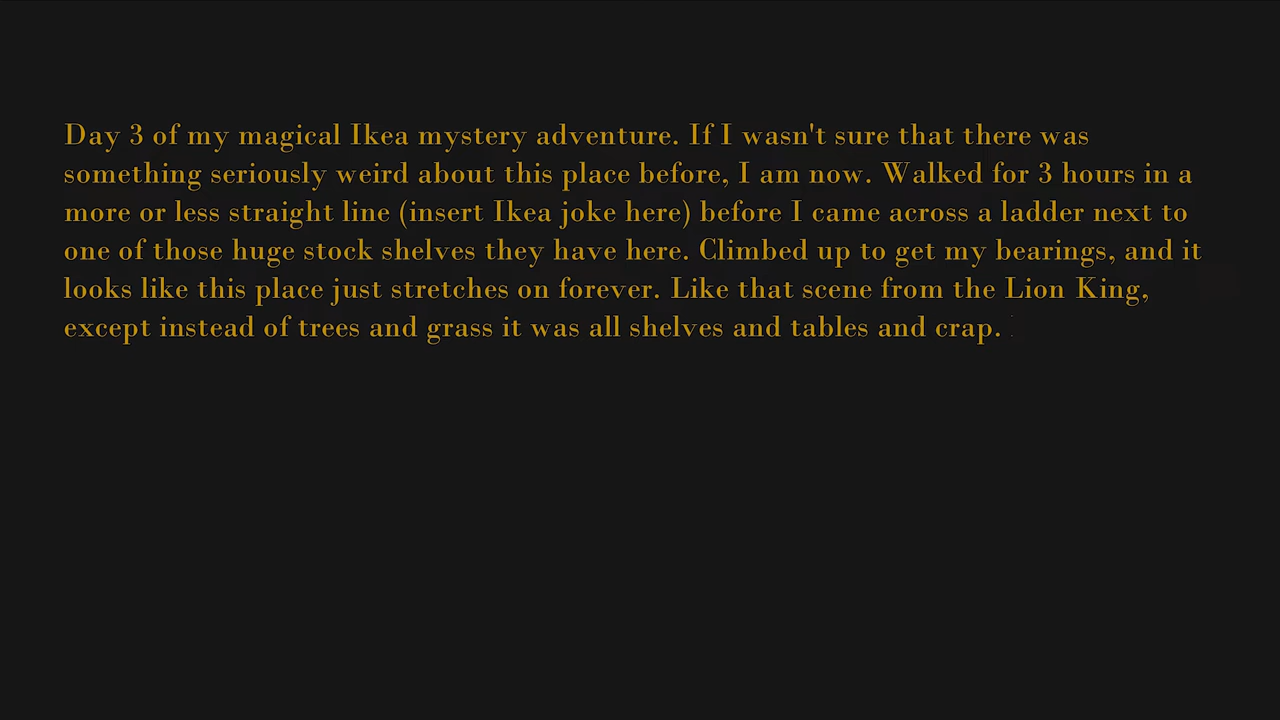 Day 3 of my magical Ikea mystery adventure. If I wasn't sure that there was
something seriously weird about this place before, I am now. Walked for 3 hours in a
more or less straight line (insert Ikea joke here) before I came across a ladder next to
one of those huge stock shelves they have here. Climbed up to get my bearings, and it
looks like this place just stretches on forever. Like that scene from the Lion King,
except instead of trees and grass it was all shelves and tables and crap.